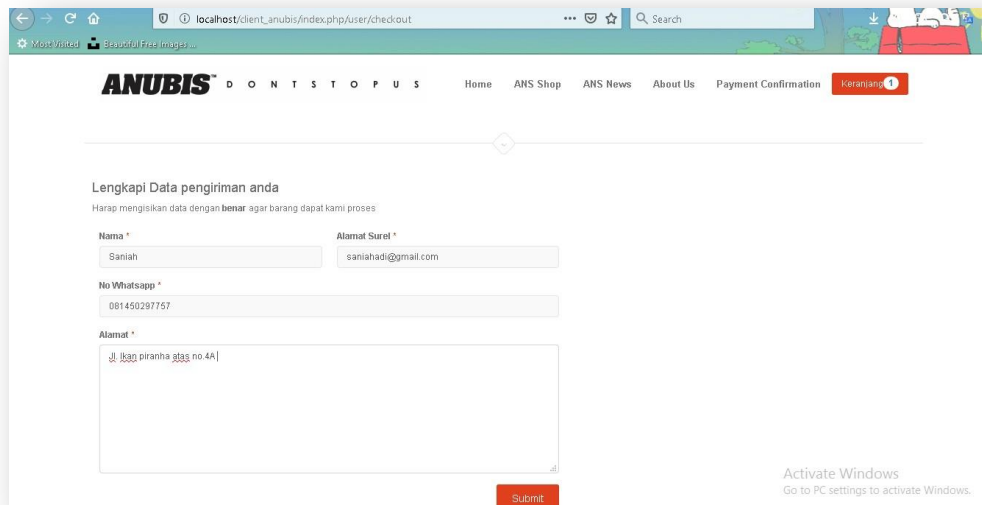 localhost/client_anubis/index.php/user/checkout
Search
Most Visited Beautiful Free Images ...
ANUBIS™ DONTSTOPUS Home ANS Shop ANS News About Us Payment Confirmation Keranjang 1
Lengkapi Data pengiriman anda
Harap mengisikan data dengan benar agar barang dapat kami proses
Nama * Alamat Surel *
Saniah saniahadi@gmail.com
No Whatsapp *
081450297757
Alamat *
Jl. Ikan piranha atas no.4A
Submit
Activate Windows
Go to PC settings to activate Windows.